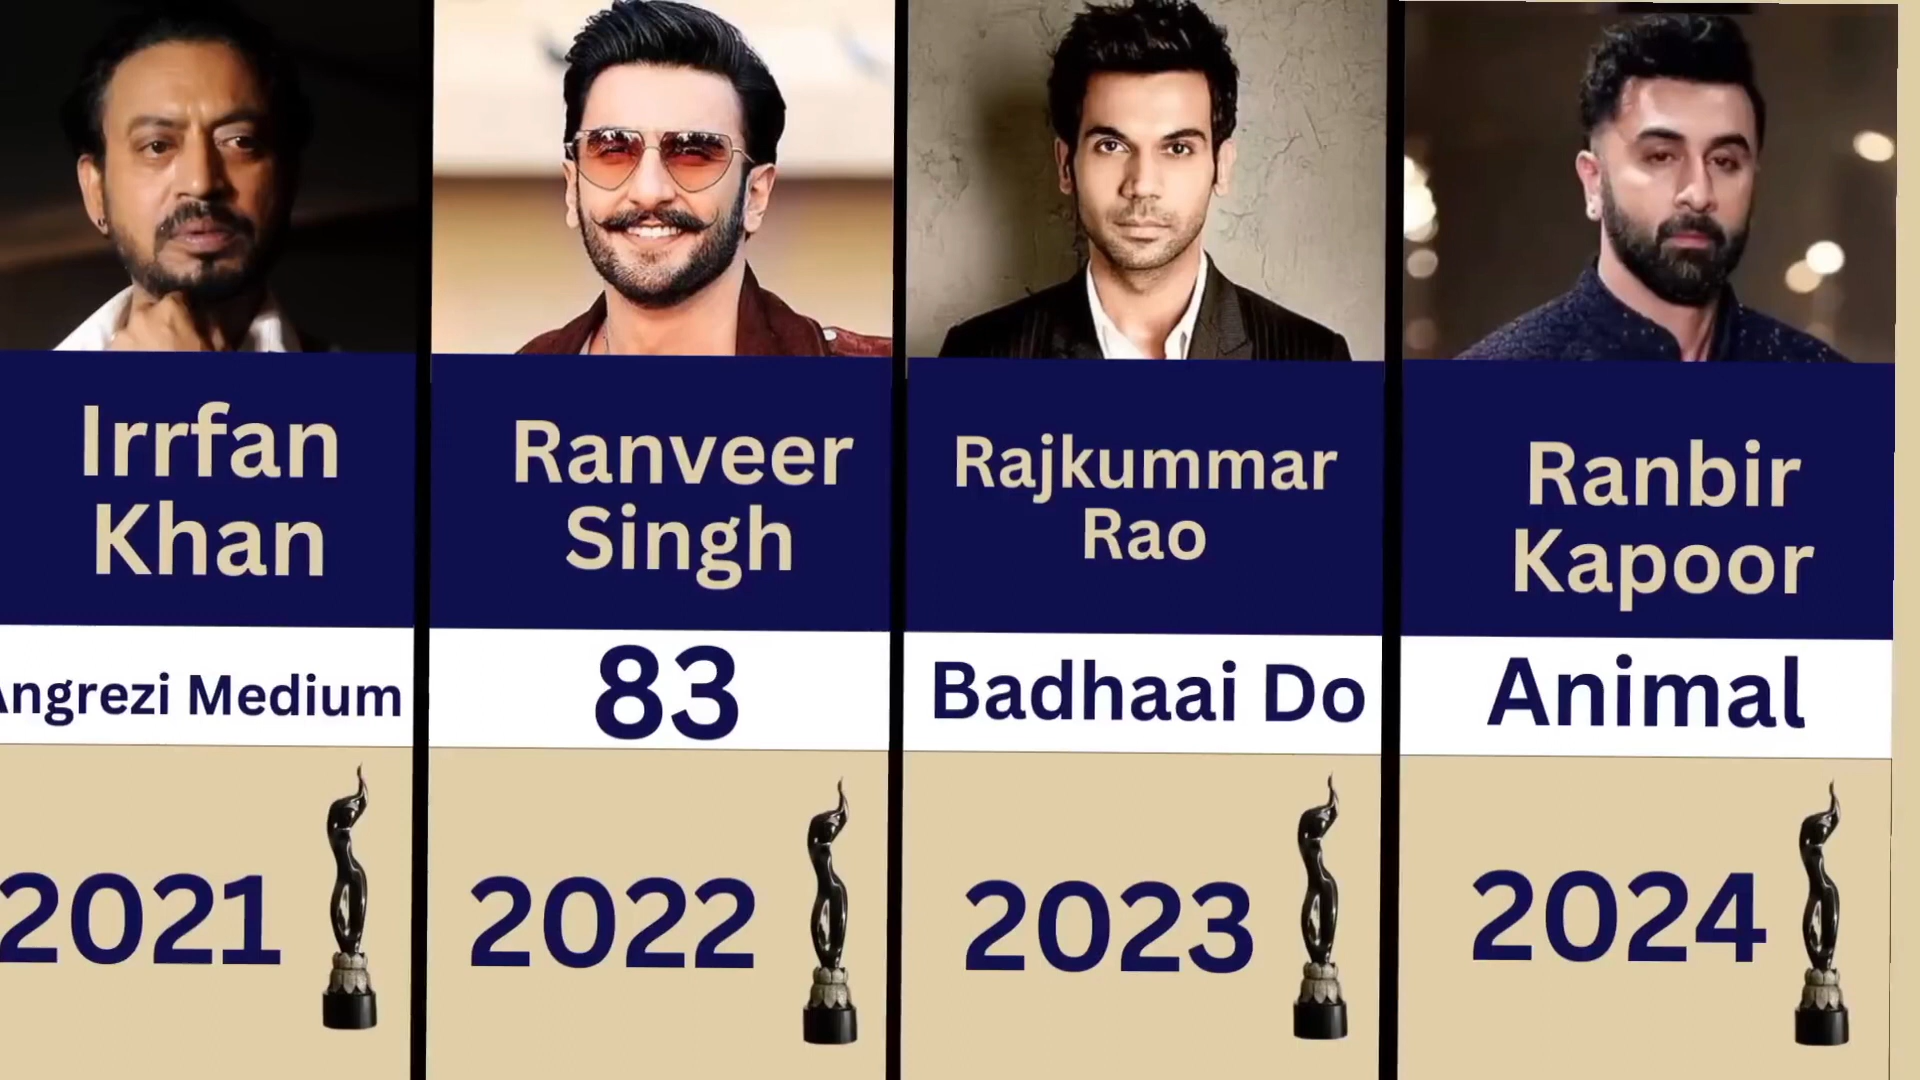 Irrfan
Khan
Angrezi Medium
2021
Ranveer
Singh
83
2022
Rajkummar
Rao
Badhaai Do
2023
Ranbir
Kapoor
Animal
2024